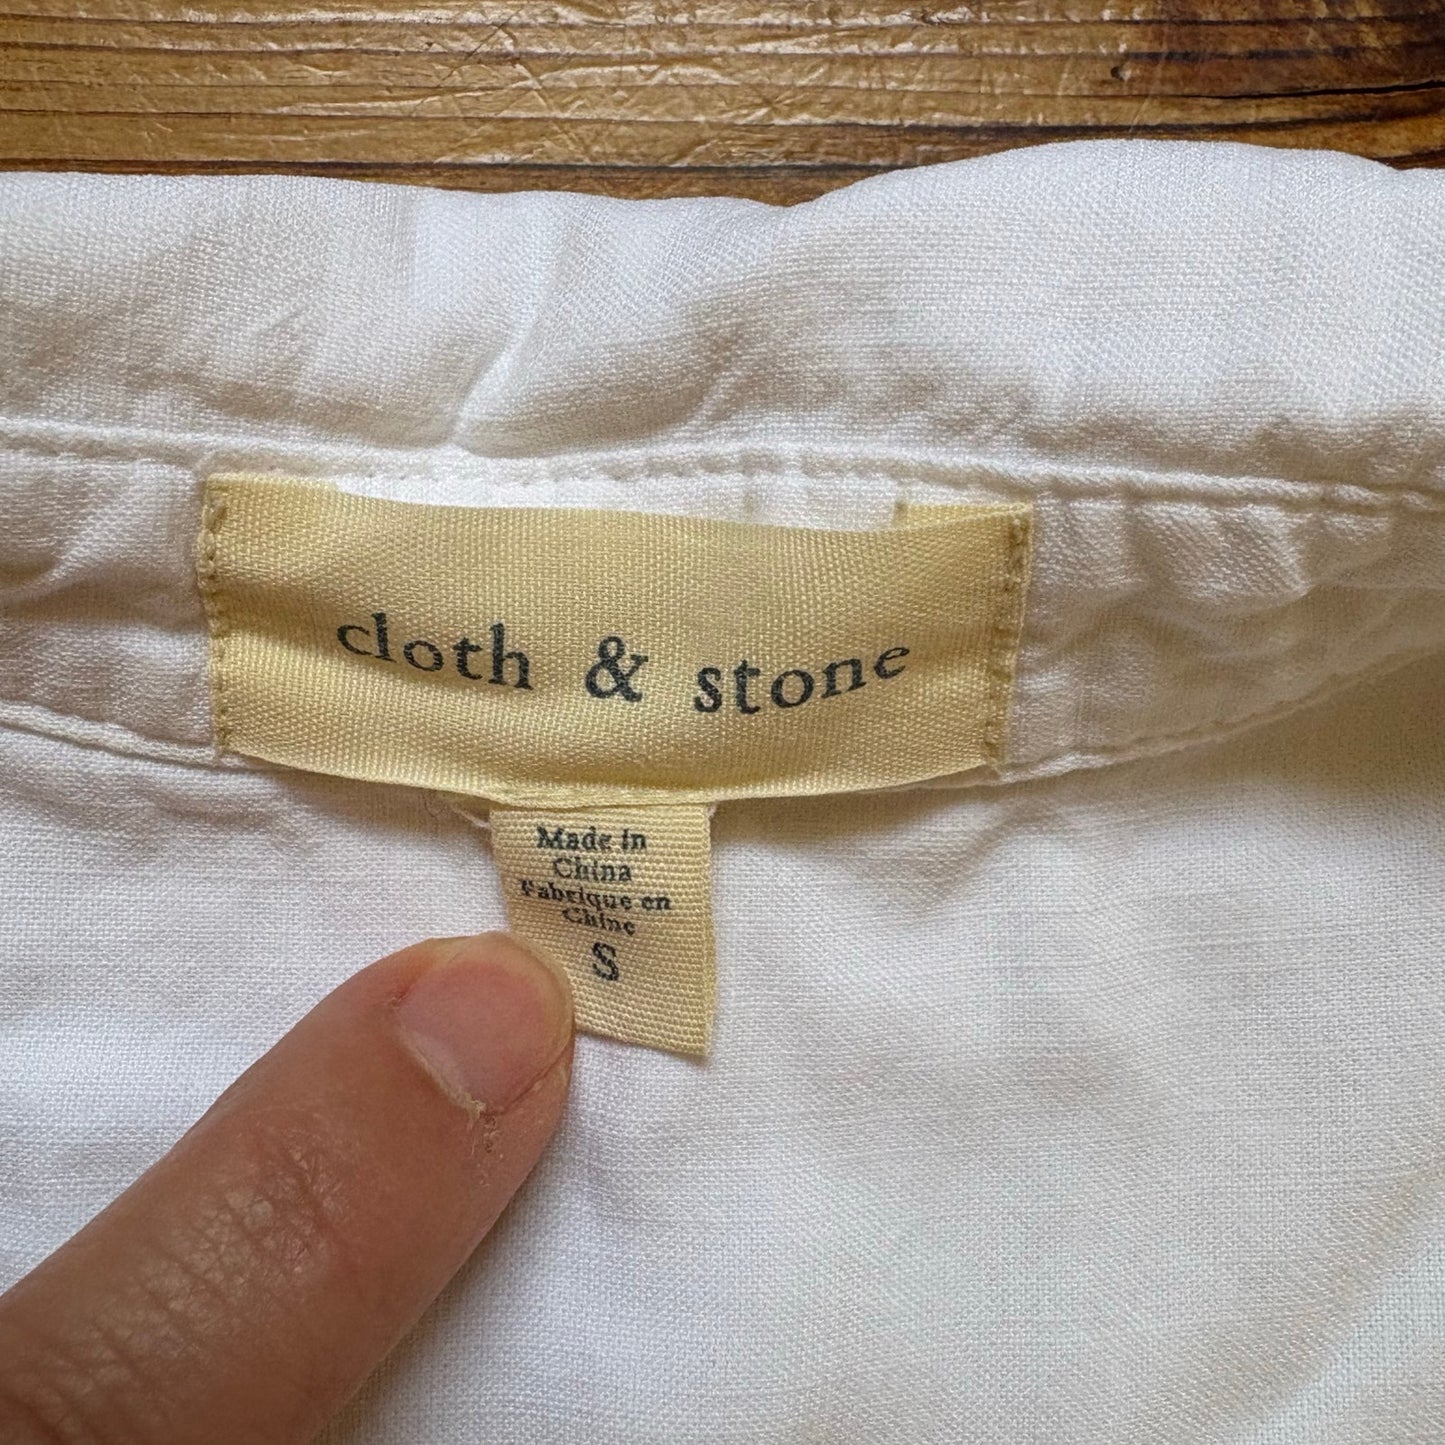 cloth & stone
Made in
China
Fabrique en
Chine
S